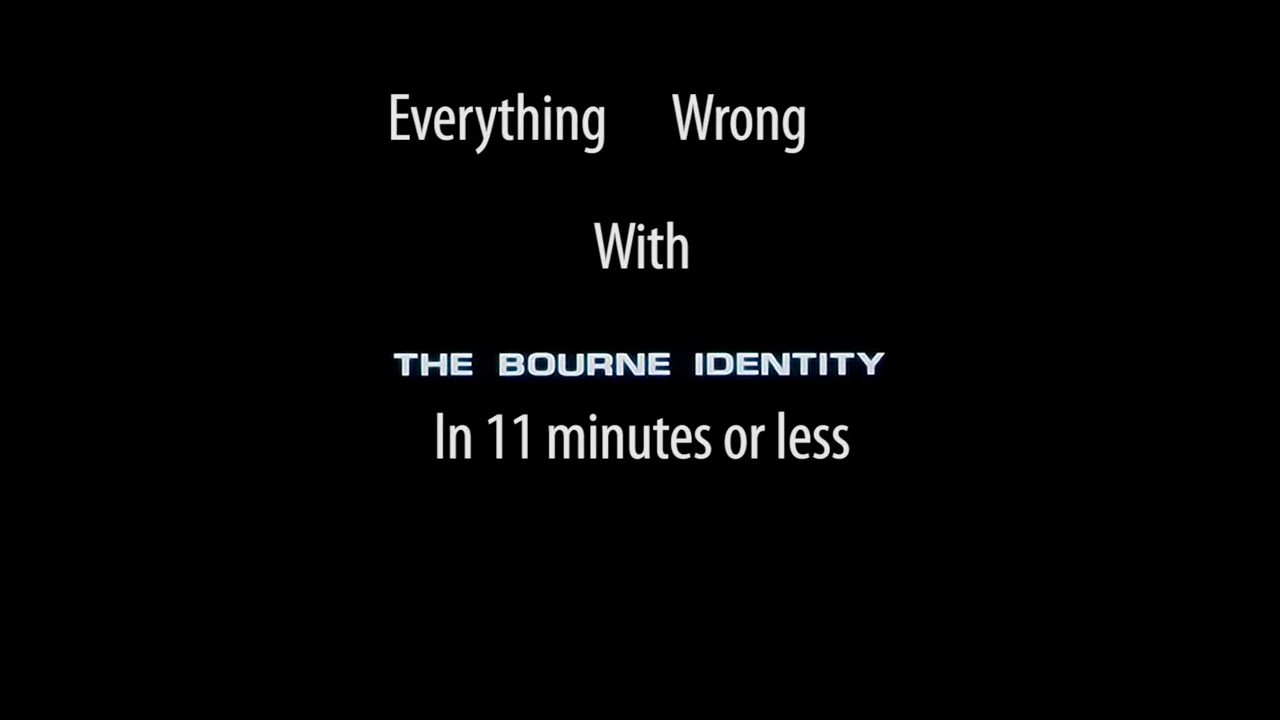 Everything Wrong
With
THE BOURNE IDENTITY
In 11 minutes or less